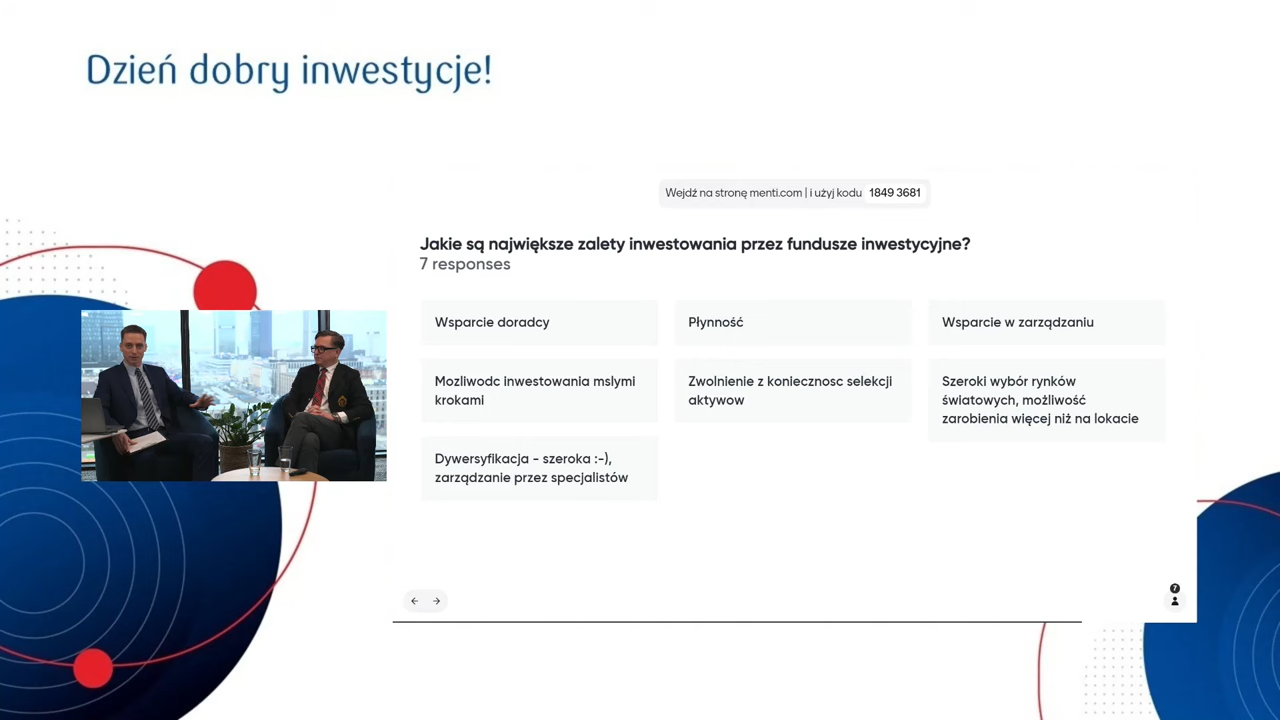 Dzień dobry inwestycje!
Wejdź na stronę menti.com | i użyj kodu 1849 3681
Jakie są największe zalety inwestowania przez fundusze inwestycyjne?
7 responses
Wsparcie doradcy
Płynność
Wsparcie w zarządzaniu
Mozliwodc inwestowania mslymi
krokami
Zwolnienie z koniecznosc selekcji
aktywow
Szeroki wybór rynków
światowych, możliwość
zarobienia więcej niż na lokacie
Dywersyfikacja - szeroka :-),
zarządzanie przez specjalistów
7